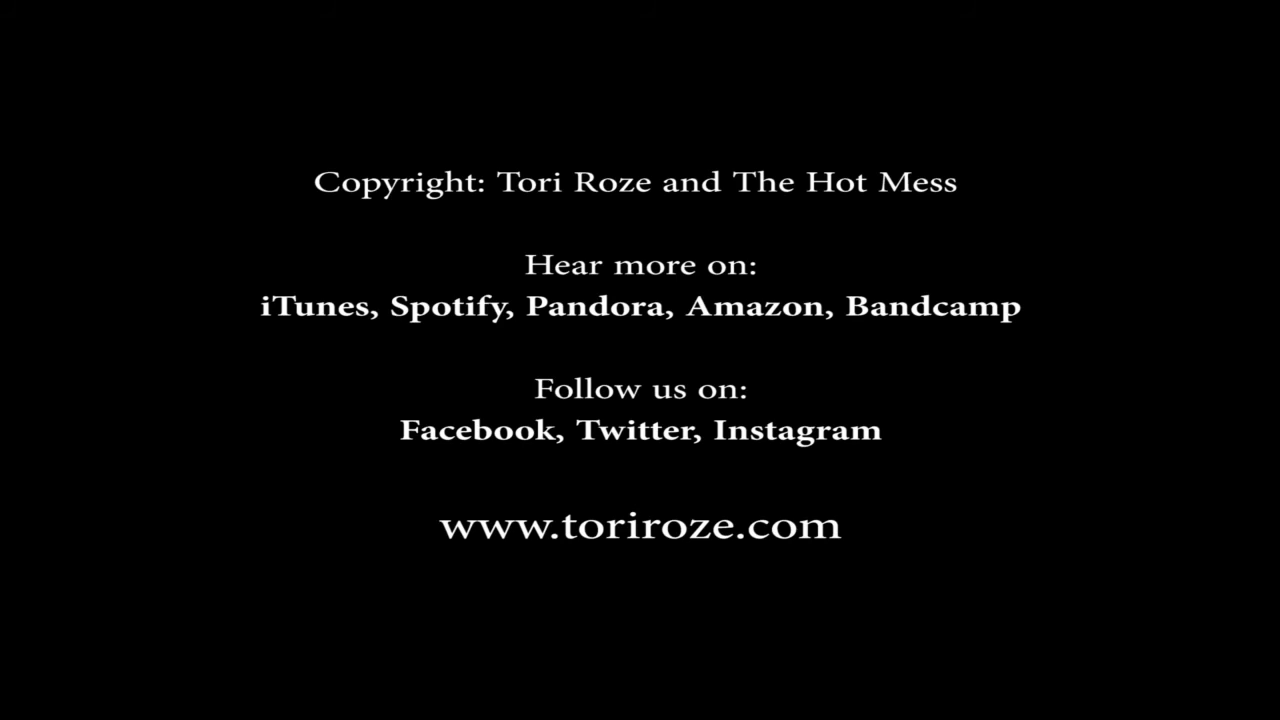 Copyright: Tori Roze and The Hot Mess
Hear more on:
iTunes, Spotify, Pandora, Amazon, Bandcamp
Follow us on:
Facebook, Twitter, Instagram
www.toriroze.com